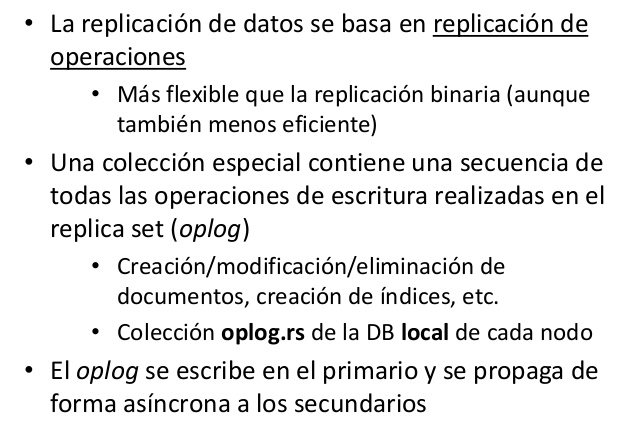 • La replicación de datos se basa en replicación de
operaciones
• Más flexible que la replicación binaria (aunque
también menos eficiente)
• Una colección especial contiene una secuencia de
todas las operaciones de escritura realizadas en el
replica set (oplog)
• Creación/modificación/eliminación de
documentos, creación de índices, etc.
• Colección oplog.rs de la DB local de cada nodo
• El oplog se escribe en el primario y se propaga de
forma asíncrona a los secundarios